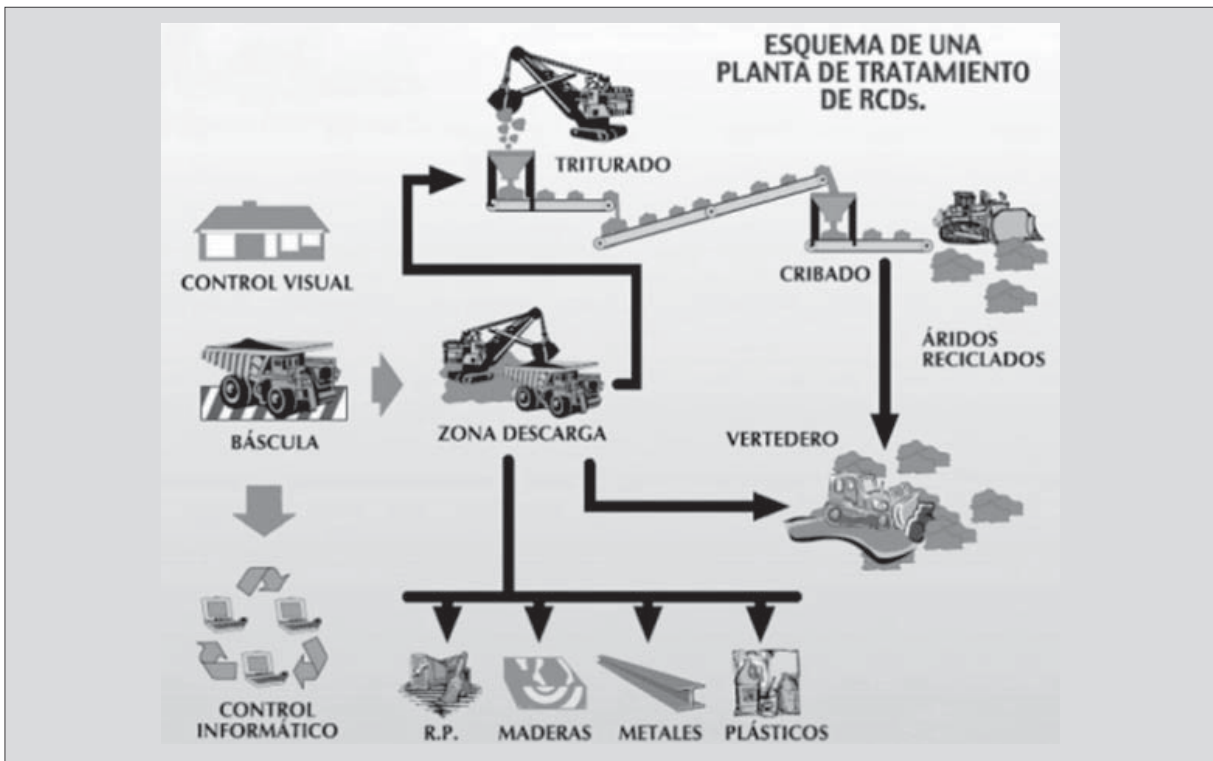 ESQUEMA DE UNA
PLANTA DE TRATAMIENTO
DE RCDs.
TRITURADO
CONTROL VISUAL
CRIBADO
ÁRIDOS
RECICLADOS
BÁSCULA
ZONA DESCARGA
VERTEDERO
CONTROL
INFORMÁTICO
R.P.
MADERAS
METALES
PLÁSTICOS